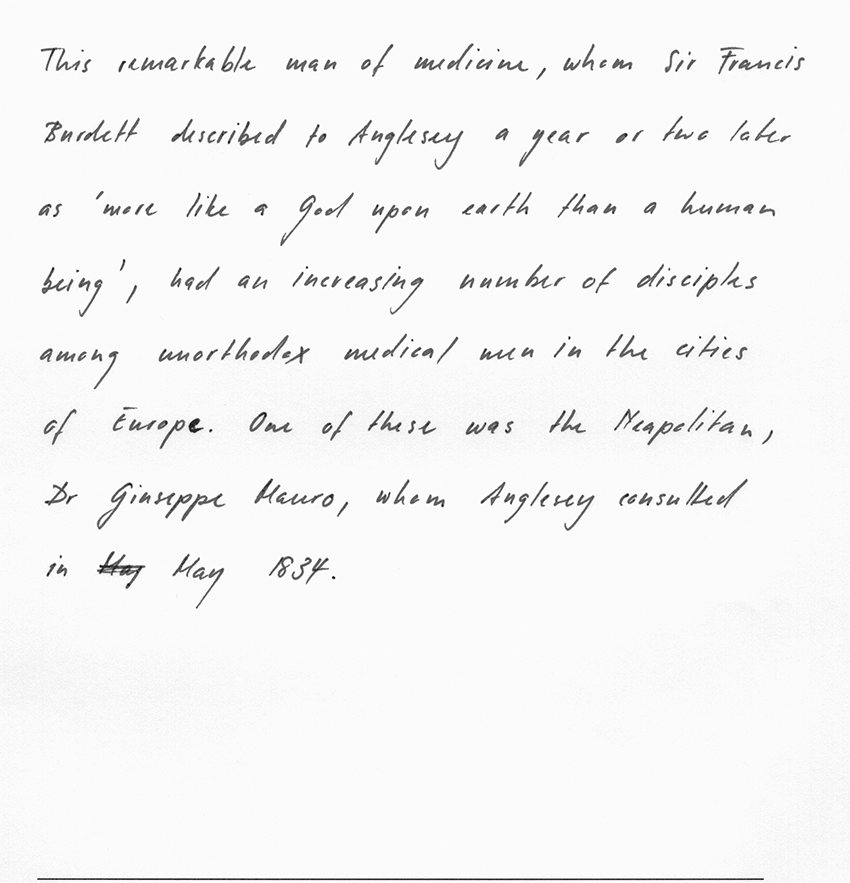 This remarkable man of medicine, whom Sir Francis
Burdett described to Anglesey a year or two later
as 'more like a God upon earth than a human
being', had an increasing number of disciples
among unorthodox medical men in the cities
of Europe. One of these was the Neapolitan,
Dr Giuseppe Mauro, whom Anglesey consulted
in May May 1834.